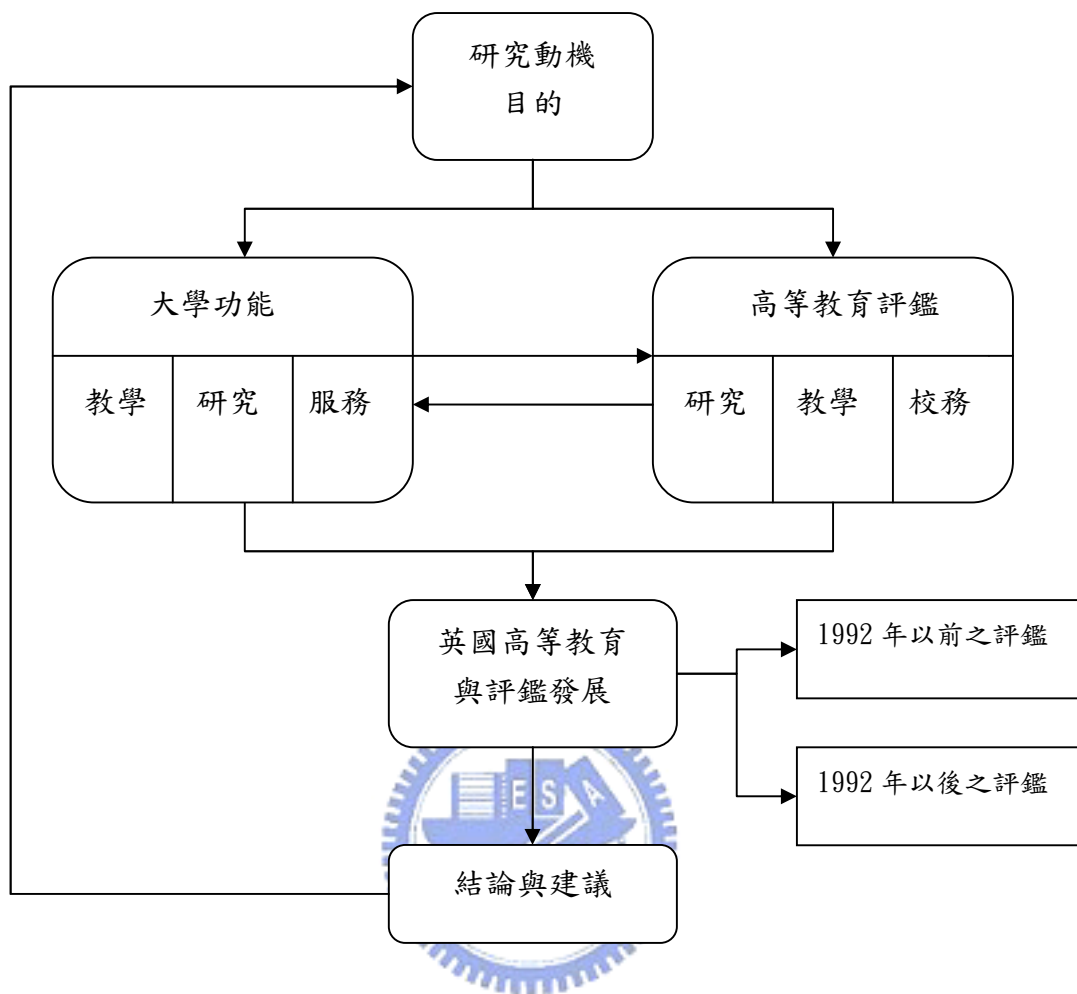 研究動機
目的
大學功能
高等教育評鑑
教學
研究
服務
研究
教學
校務
英國高等教育
與評鑑發展
1992 年以前之評鑑
1992 年以後之評鑑
E S A
結論與建議